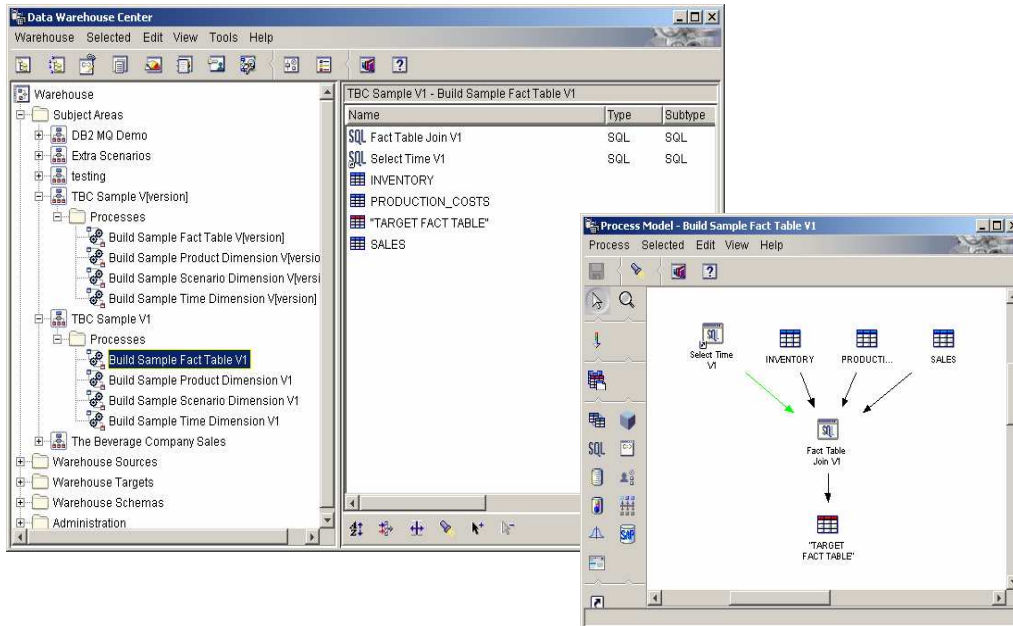 Data Warehouse Center
Warehouse Selected Edit View Tools Help
Warehouse
Subject Areas
DB2 MQ Demo
Extra Scenarios
testing
TBC Sample V[version]
Processes
Build Sample Fact Table V[version]
Build Sample Product Dimension V[versio
Build Sample Scenario Dimension V[versi
Build Sample Time Dimension V[version]
TBC Sample V1
Processes
Build Sample Fact Table V1
Build Sample Product Dimension V1
Build Sample Scenario Dimension V1
Build Sample Time Dimension V1
The Beverage Company Sales
Warehouse Sources
Warehouse Targets
Warehouse Schemas
Administration
TBC Sample V1 - Build Sample Fact Table V1
Name Type Subtype
SQL Fact Table Join V1 SQL SQL
SQL Select Time V1 SQL SQL
INVENTORY
PRODUCTION_COSTS
"TARGET FACT TABLE"
SALES
Process Model - Build Sample Fact Table V1
Process Selected Edit View Help
SQL
SAP
SQL
Select Time
V1
INVENTORY
PRODUCTI...
SALES
SQL
Fact Table
Join V1
"TARGET
FACT TABLE"